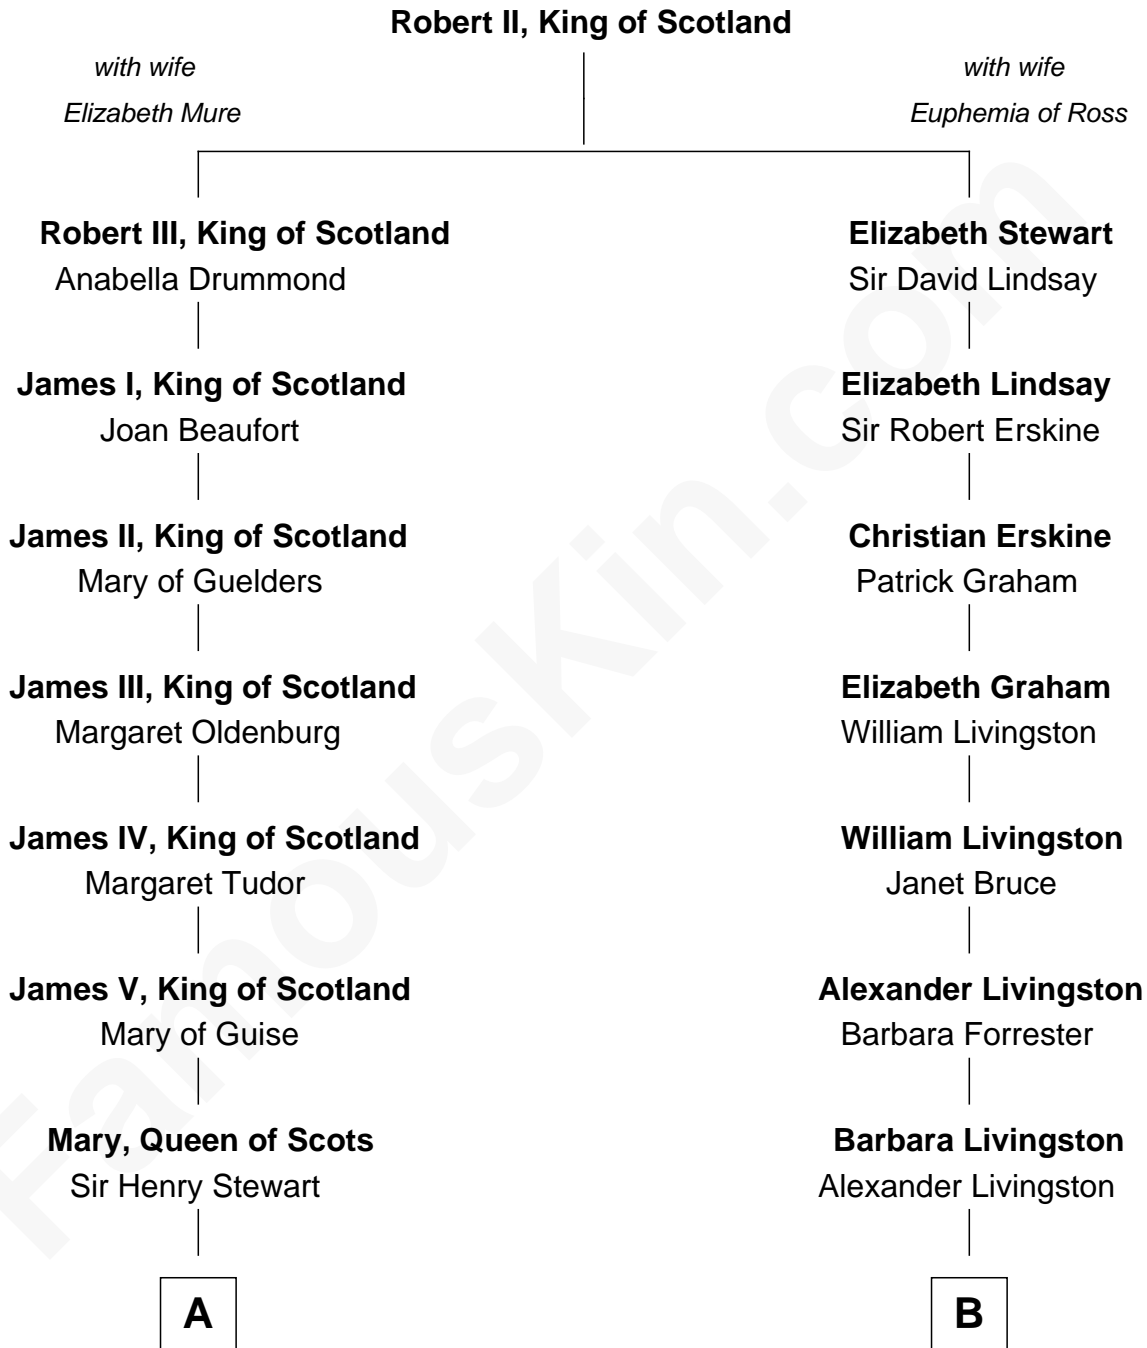 Robert II, King of Scotland
with wife
Elizabeth Mure
with wife
Euphemia of Ross
Robert III, King of Scotland
Anabella Drummond
Elizabeth Stewart
Sir David Lindsay
James I, King of Scotland
Joan Beaufort
Elizabeth Lindsay
Sir Robert Erskine
James II, King of Scotland
Mary of Guelders
Christian Erskine
Patrick Graham
James III, King of Scotland
Margaret Oldenburg
Elizabeth Graham
William Livingston
James IV, King of Scotland
Margaret Tudor
William Livingston
Janet Bruce
James V, King of Scotland
Mary of Guise
Alexander Livingston
Barbara Forrester
Mary, Queen of Scots
Sir Henry Stewart
Barbara Livingston
Alexander Livingston
A
B
FamousKin.com